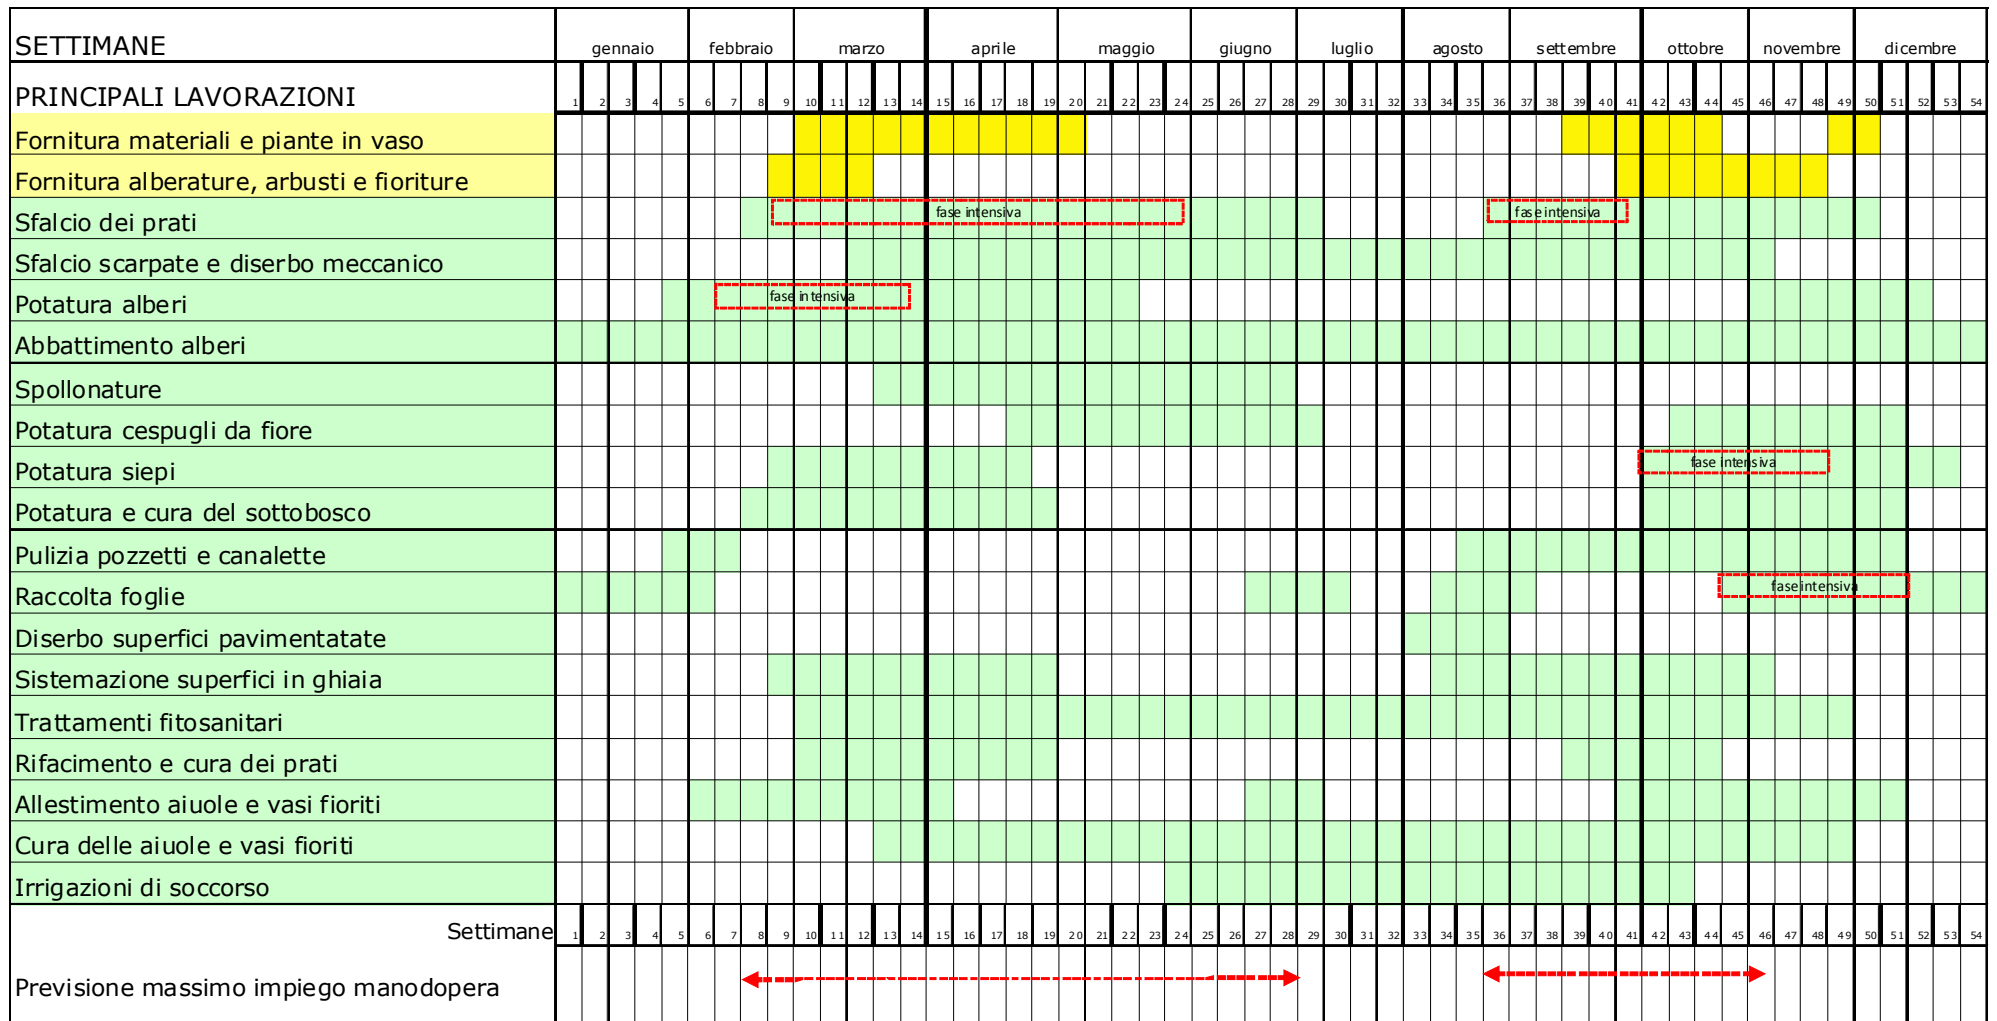 SETTIMANE gennaio febbraio marzo aprile maggio giugno luglio agosto settembre ottobre novembre dicembre
PRINCIPALI LAVORAZIONI 1 2 3 4 5 6 7 8 9 10 11 12 13 14 15 16 17 18 19 20 21 22 23 24 25 26 27 28 29 30 31 32 33 34 35 36 37 38 39 40 41 42 43 44 45 46 47 48 49 50 51 52 53 54
Fornitura materiali e piante in vaso
Fornitura alberature, arbusti e fioriture
Sfalcio dei prati fase intensiva fase intensiva
Sfalcio scarpate e diserbo meccanico
Potatura alberi fase intensiva
Abbattimento alberi
Spollonature
Potatura cespugli da fiore
Potatura siepi fase intensiva
Potatura e cura del sottobosco
Pulizia pozzetti e canalette
Raccolta foglie fase intensiva
Diserbo superfici pavimentatate
Sistemazione superfici in ghiaia
Trattamenti fitosanitari
Rifacimento e cura dei prati
Allestimento aiuole e vasi fioriti
Cura delle aiuole e vasi fioriti
Irrigazioni di soccorso
Settimane 1 2 3 4 5 6 7 8 9 10 11 12 13 14 15 16 17 18 19 20 21 22 23 24 25 26 27 28 29 30 31 32 33 34 35 36 37 38 39 40 41 42 43 44 45 46 47 48 49 50 51 52 53 54
Previsione massimo impiego manodopera